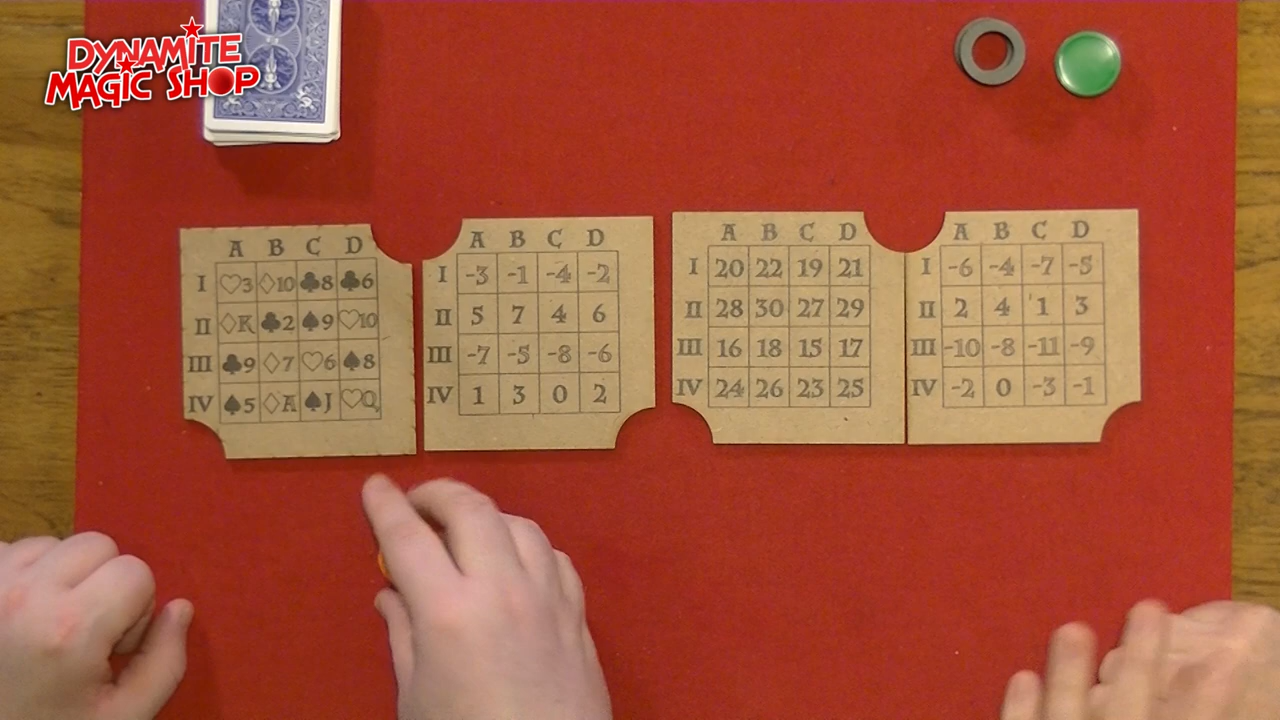 DYNAMITE
MAGIC SHOP
A B C D
I ♡3 ♢10 ♣8 ♣6
II ♢K ♣2 ♠9 ♡10
III ♣9 ♢7 ♡6 ♠8
IV ♠5 ♢A ♠J ♡Q
A B C D
I -3 -1 -4 -2
II 5 7 4 6
III -7 -5 -8 -6
IV 1 3 0 2
A B C D
I 20 22 19 21
II 28 30 27 29
III 16 18 15 17
IV 24 26 23 25
A B C D
I -6 -4 -7 -5
II 2 4 1 3
III -10 -8 -11 -9
IV -2 0 -3 -1